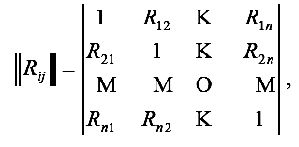 ‖R_ij‖ = | 1 R_12 K R_1n |
| R_21 1 K R_2n |
| M M O M |
| R_n1 R_n2 K 1 | ,